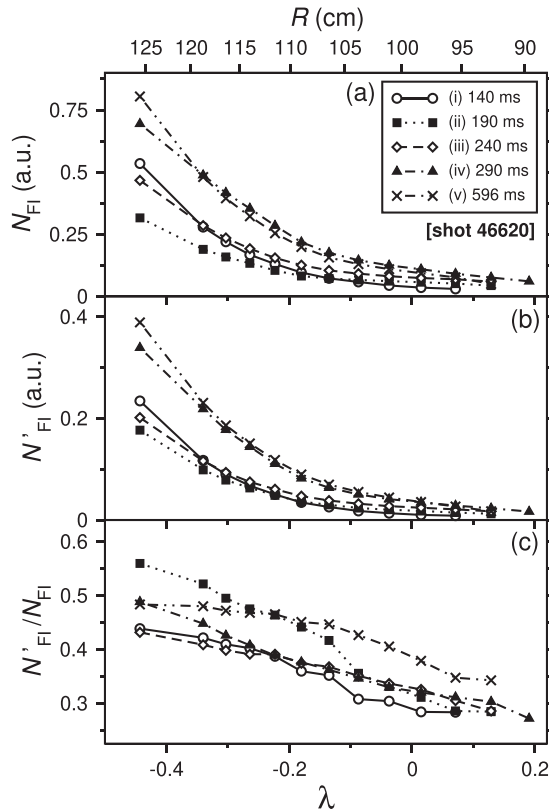 R (cm)
125 120 115 110 105 100 95 90
(a)
(i) 140 ms
(ii) 190 ms
(iii) 240 ms
(iv) 290 ms
(v) 596 ms
[shot 46620]
N_FI (a.u.)
0.75
0.5
0.25
0
(b)
N'_FI (a.u.)
0.4
0.2
0
(c)
N'_FI/N_FI
0.6
0.5
0.4
0.3
-0.4 -0.2 0 0.2
λ